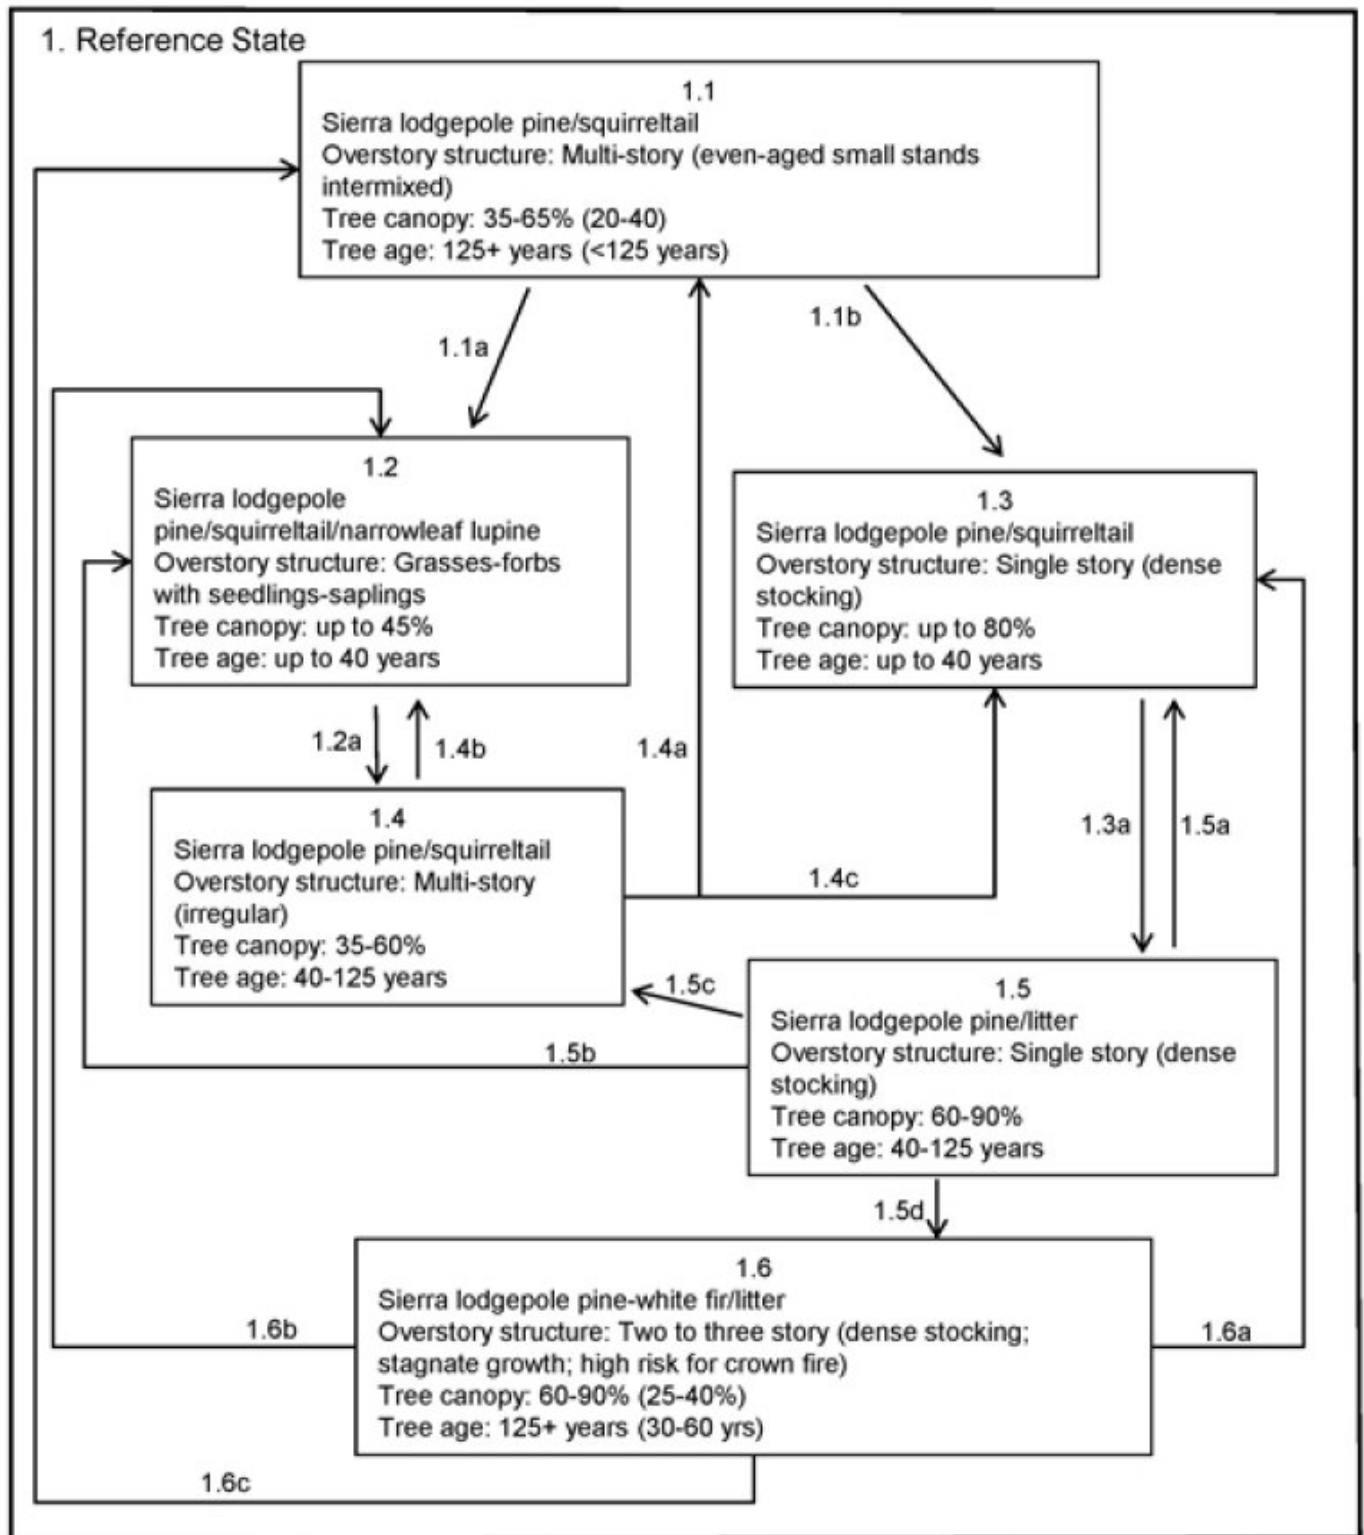 1. Reference State
1.1
Sierra lodgepole pine/squirreltail
Overstory structure: Multi-story (even-aged small stands
intermixed)
Tree canopy: 35-65% (20-40)
Tree age: 125+ years (<125 years)
1.1a
1.1b
1.2
Sierra lodgepole
pine/squirreltail/narrowleaf lupine
Overstory structure: Grasses-forbs
with seedlings-saplings
Tree canopy: up to 45%
Tree age: up to 40 years
1.3
Sierra lodgepole pine/squirreltail
Overstory structure: Single story (dense
stocking)
Tree canopy: up to 80%
Tree age: up to 40 years
1.2a
1.4b
1.4a
1.3a
1.5a
1.4
Sierra lodgepole pine/squirreltail
Overstory structure: Multi-story
(irregular)
Tree canopy: 35-60%
Tree age: 40-125 years
1.4c
1.5c
1.5b
1.5
Sierra lodgepole pine/litter
Overstory structure: Single story (dense
stocking)
Tree canopy: 60-90%
Tree age: 40-125 years
1.5d
1.6
Sierra lodgepole pine-white fir/litter
Overstory structure: Two to three story (dense stocking;
stagnate growth; high risk for crown fire)
Tree canopy: 60-90% (25-40%)
Tree age: 125+ years (30-60 yrs)
1.6b
1.6a
1.6c